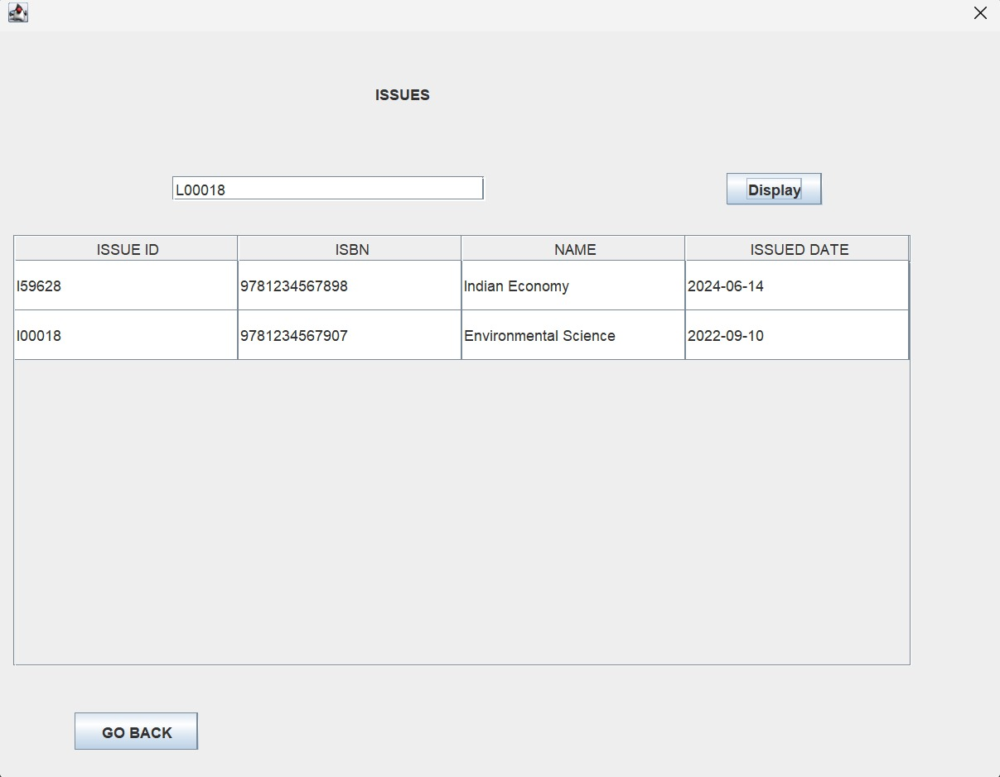 ISSUES
L00018 Display
ISSUE ID ISBN NAME ISSUED DATE
I59628 9781234567898 Indian Economy 2024-06-14
I00018 9781234567907 Environmental Science 2022-09-10
GO BACK